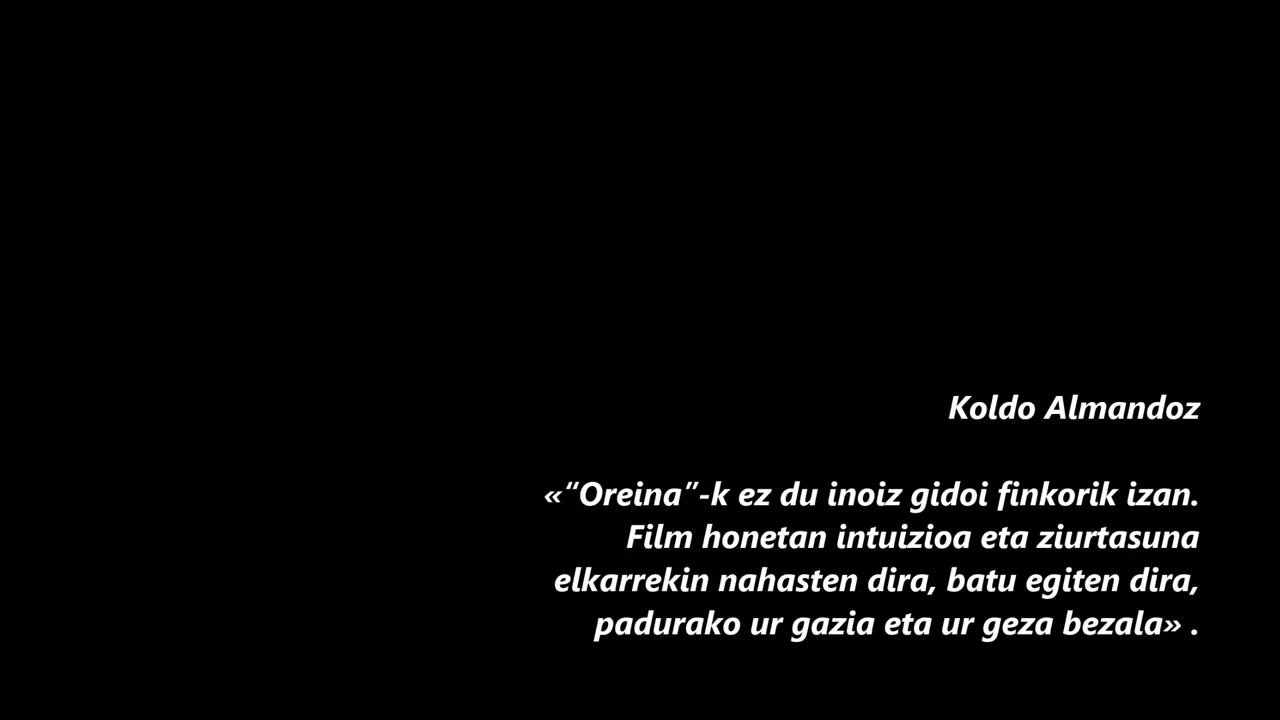 Koldo Almandoz
«“Oreina”-k ez du inoiz gidoi finkorik izan.
Film honetan intuizioa eta ziurtasuna
elkarrekin nahasten dira, batu egiten dira,
padurako ur gazia eta ur geza bezala» .